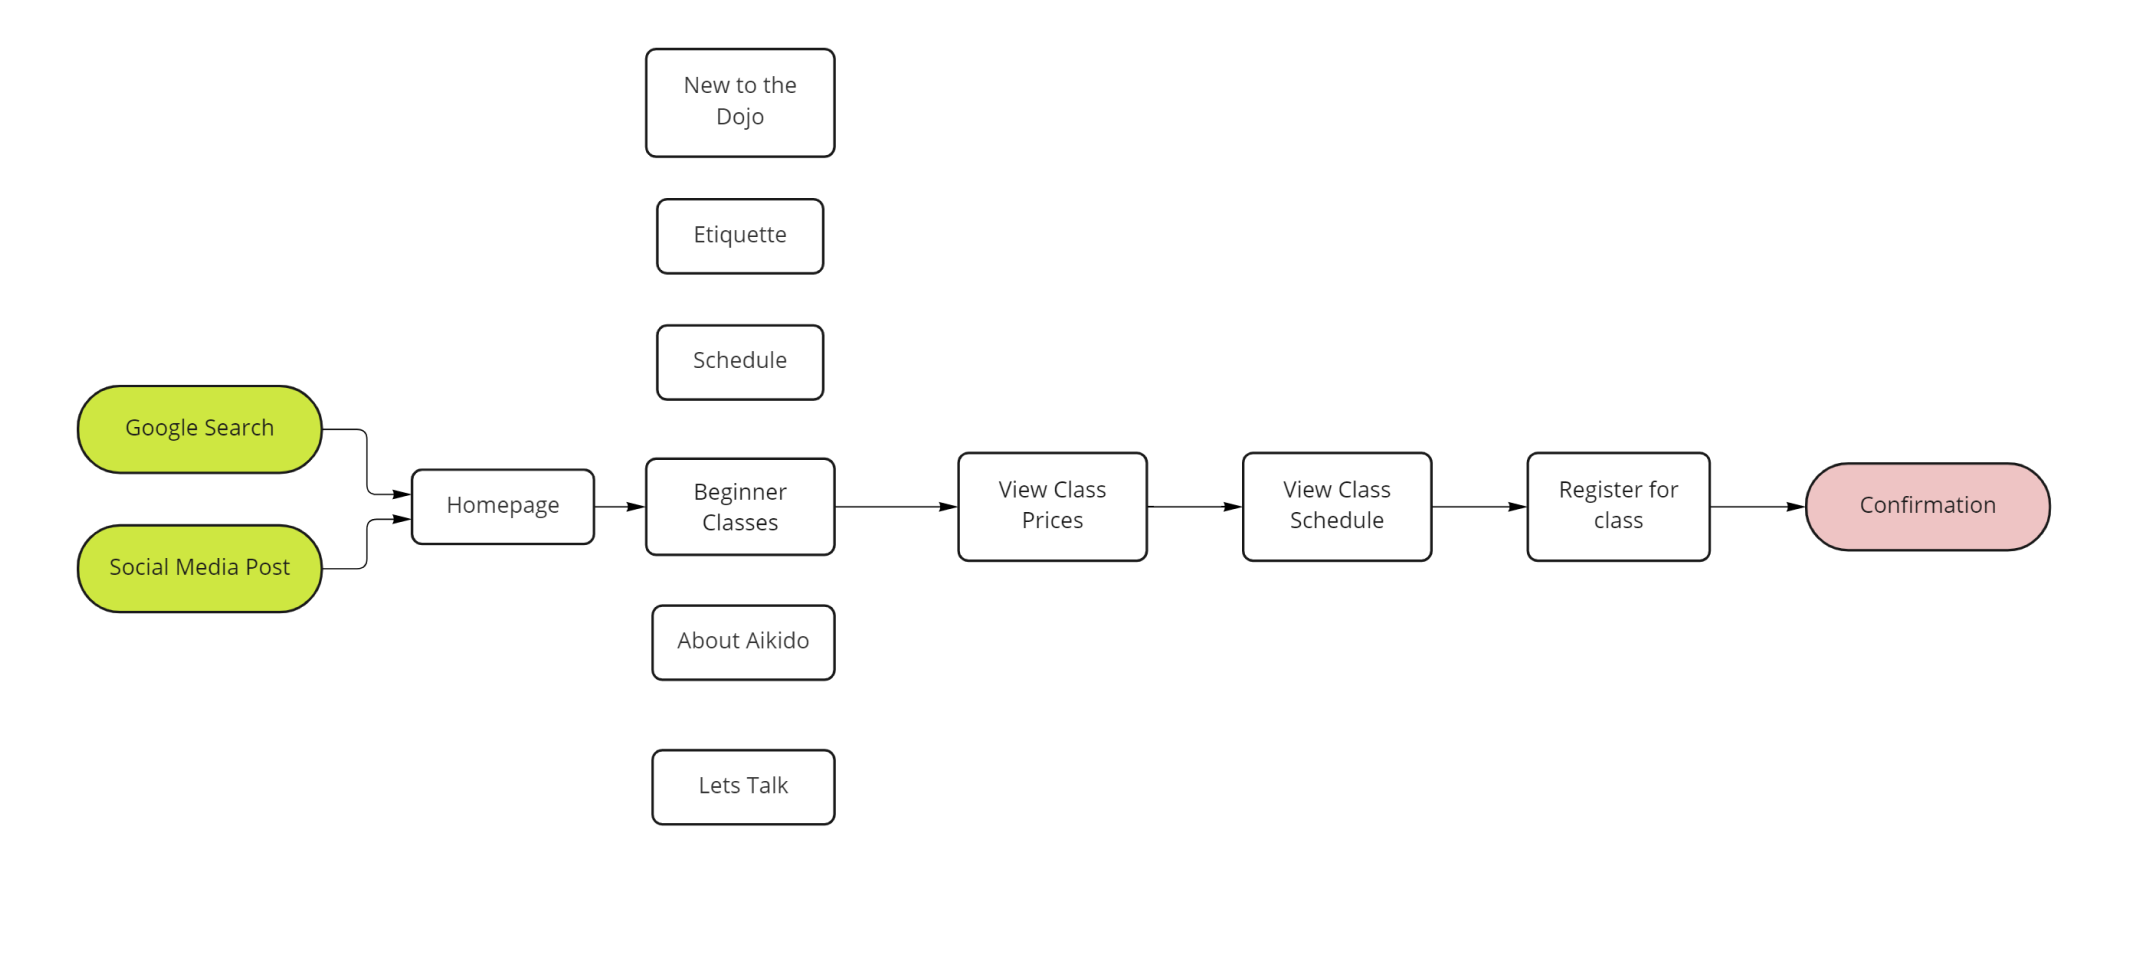 New to the
Dojo
Etiquette
Schedule
Google Search
Social Media Post
Homepage
Beginner
Classes
View Class
Prices
View Class
Schedule
Register for
class
Confirmation
About Aikido
Lets Talk